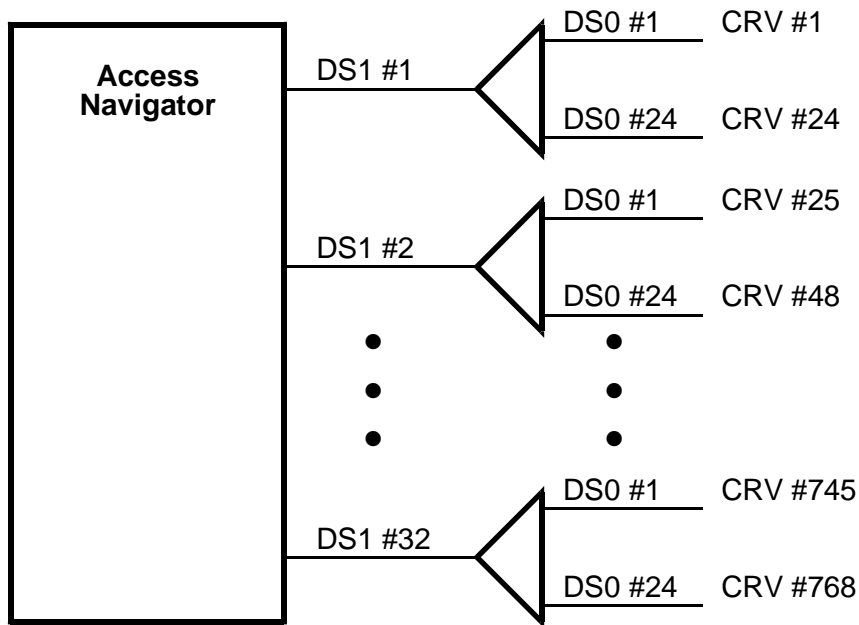 Access
Navigator
DS1 #1
DS0 #1 CRV #1
DS0 #24 CRV #24
DS1 #2
DS0 #1 CRV #25
DS0 #24 CRV #48
DS1 #32
DS0 #1 CRV #745
DS0 #24 CRV #768